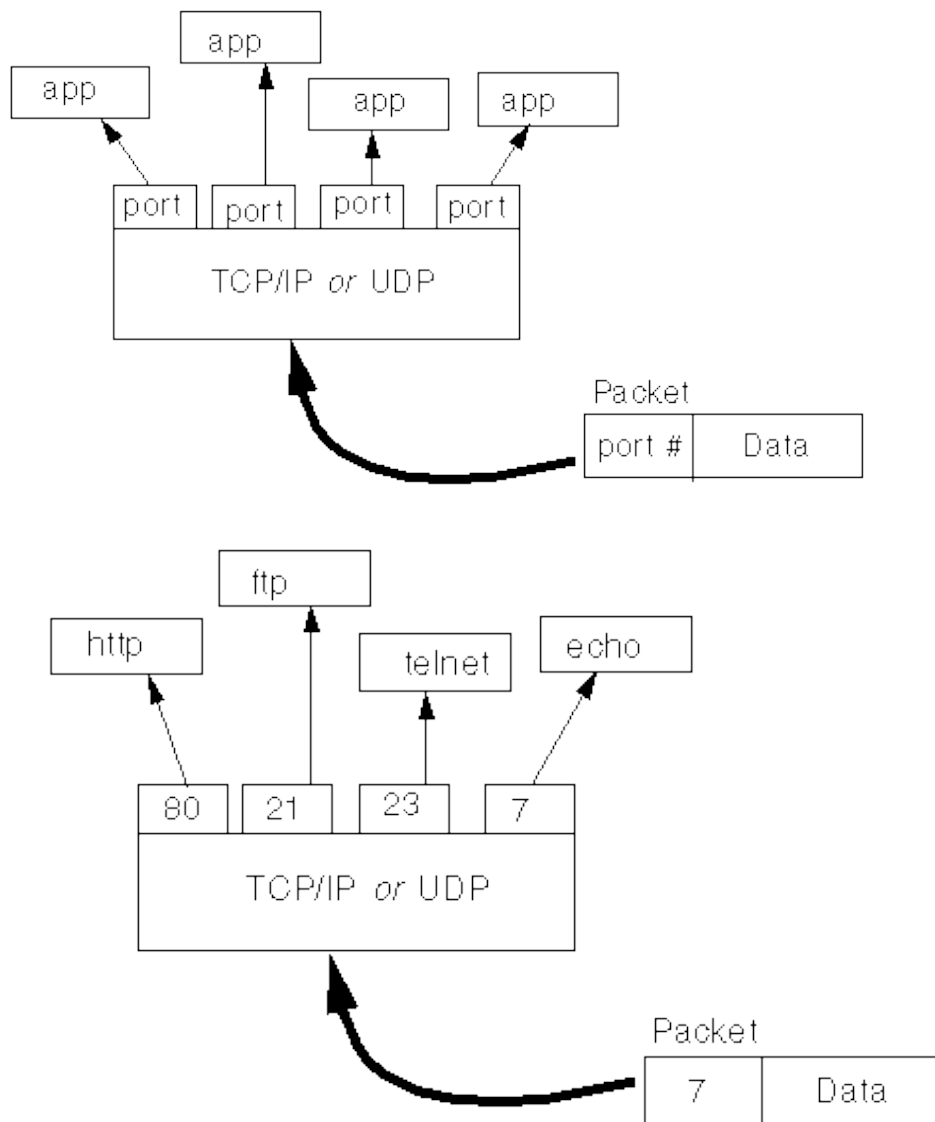 app
app
app
app
port
port
port
port
TCP/IP or UDP
Packet
port #
Data
ftp
http
telnet
echo
80
21
23
7
TCP/IP or UDP
Packet
7
Data